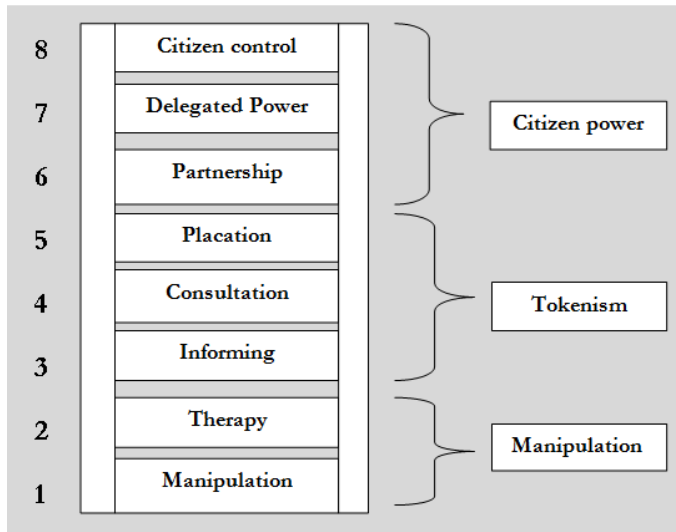 8
Citizen control
7
Delegated Power
Citizen power
6
Partnership
5
Placation
4
Consultation
Tokenism
3
Informing
2
Therapy
Manipulation
1
Manipulation